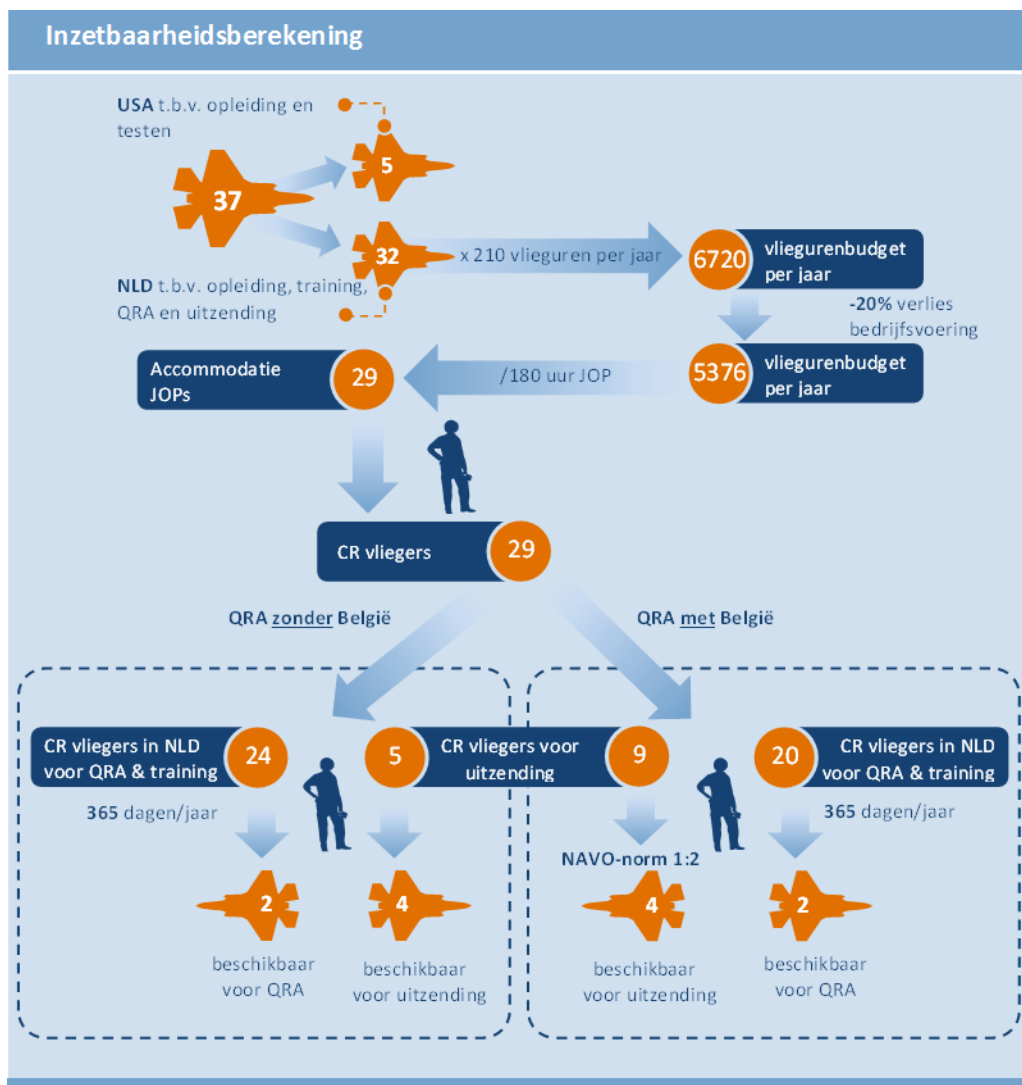 Inzetbaarheidsberekening
USA t.b.v. opleiding en
testen
5
37
32
x 210 vlieguren per jaar
6720
vliegurenbudget
per jaar
NLD t.b.v. opleiding, training,
QRA en uitzending
-20% verlies
bedrijfsvoering
Accommodatie
JOPs
29
/180 uur JOP
5376
vliegurenbudget
per jaar
CR vliegers
29
QRA zonder België
QRA met België
CR vliegers in NLD
voor QRA & training
24
5
CR vliegers voor
uitzending
9
20
CR vliegers in NLD
voor QRA & training
365 dagen/jaar
365 dagen/jaar
NAVO-norm 1:2
2
4
4
2
beschikbaar
voor QRA
beschikbaar
voor uitzending
beschikbaar
voor uitzending
beschikbaar
voor QRA